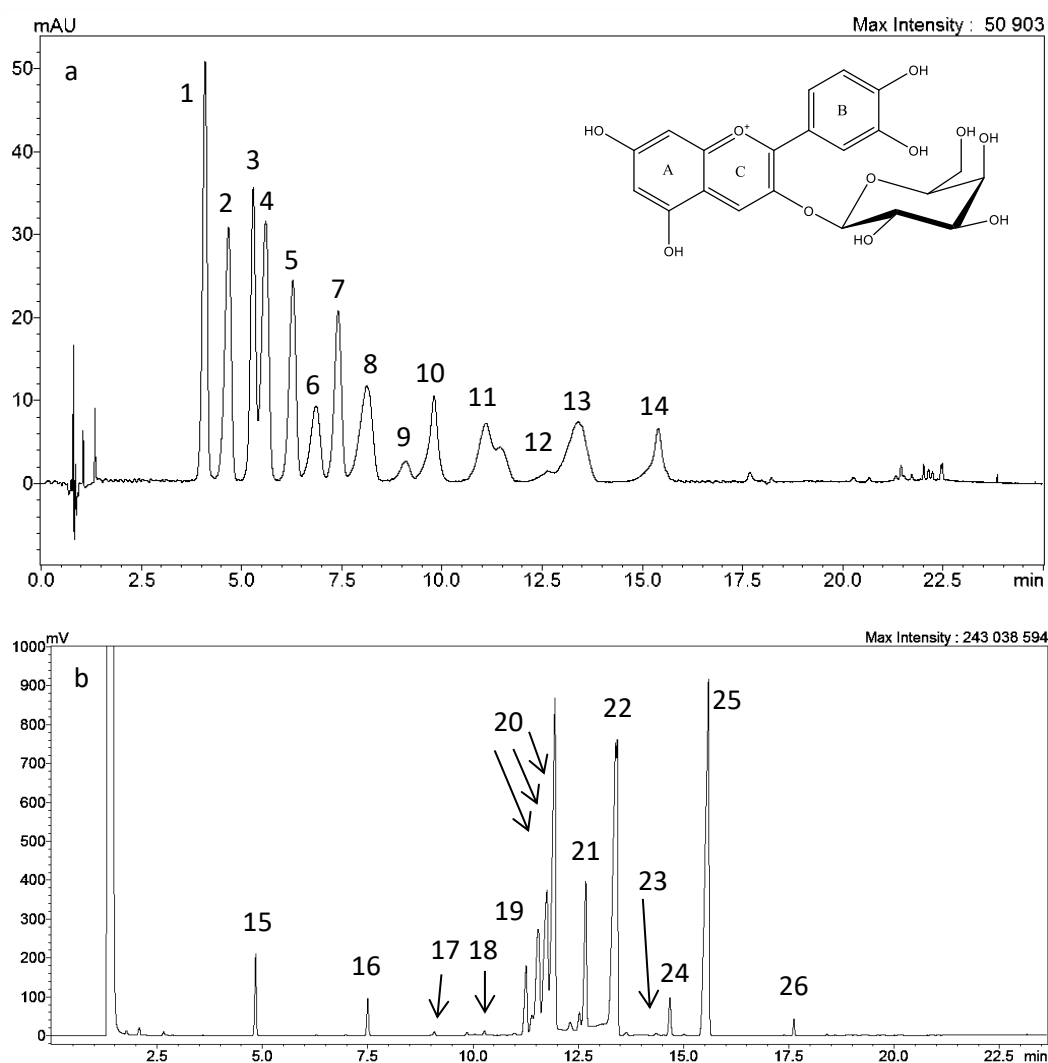 mAU
Max Intensity : 50 903
a
50
40
30
20
10
0
1
2
3
4
5
6
7
8
9
10
11
12
13
14
HO
OH
B
OH
O+
A
C
OH
O
O
HO
OH
OH
OH
0.0 2.5 5.0 7.5 10.0 12.5 15.0 17.5 20.0 22.5 min
mV
Max Intensity : 243 038 594
b
1000
900
800
700
600
500
400
300
200
100
0
15
16
17
18
19
20
21
22
23
24
25
26
2.5 5.0 7.5 10.0 12.5 15.0 17.5 20.0 22.5 min